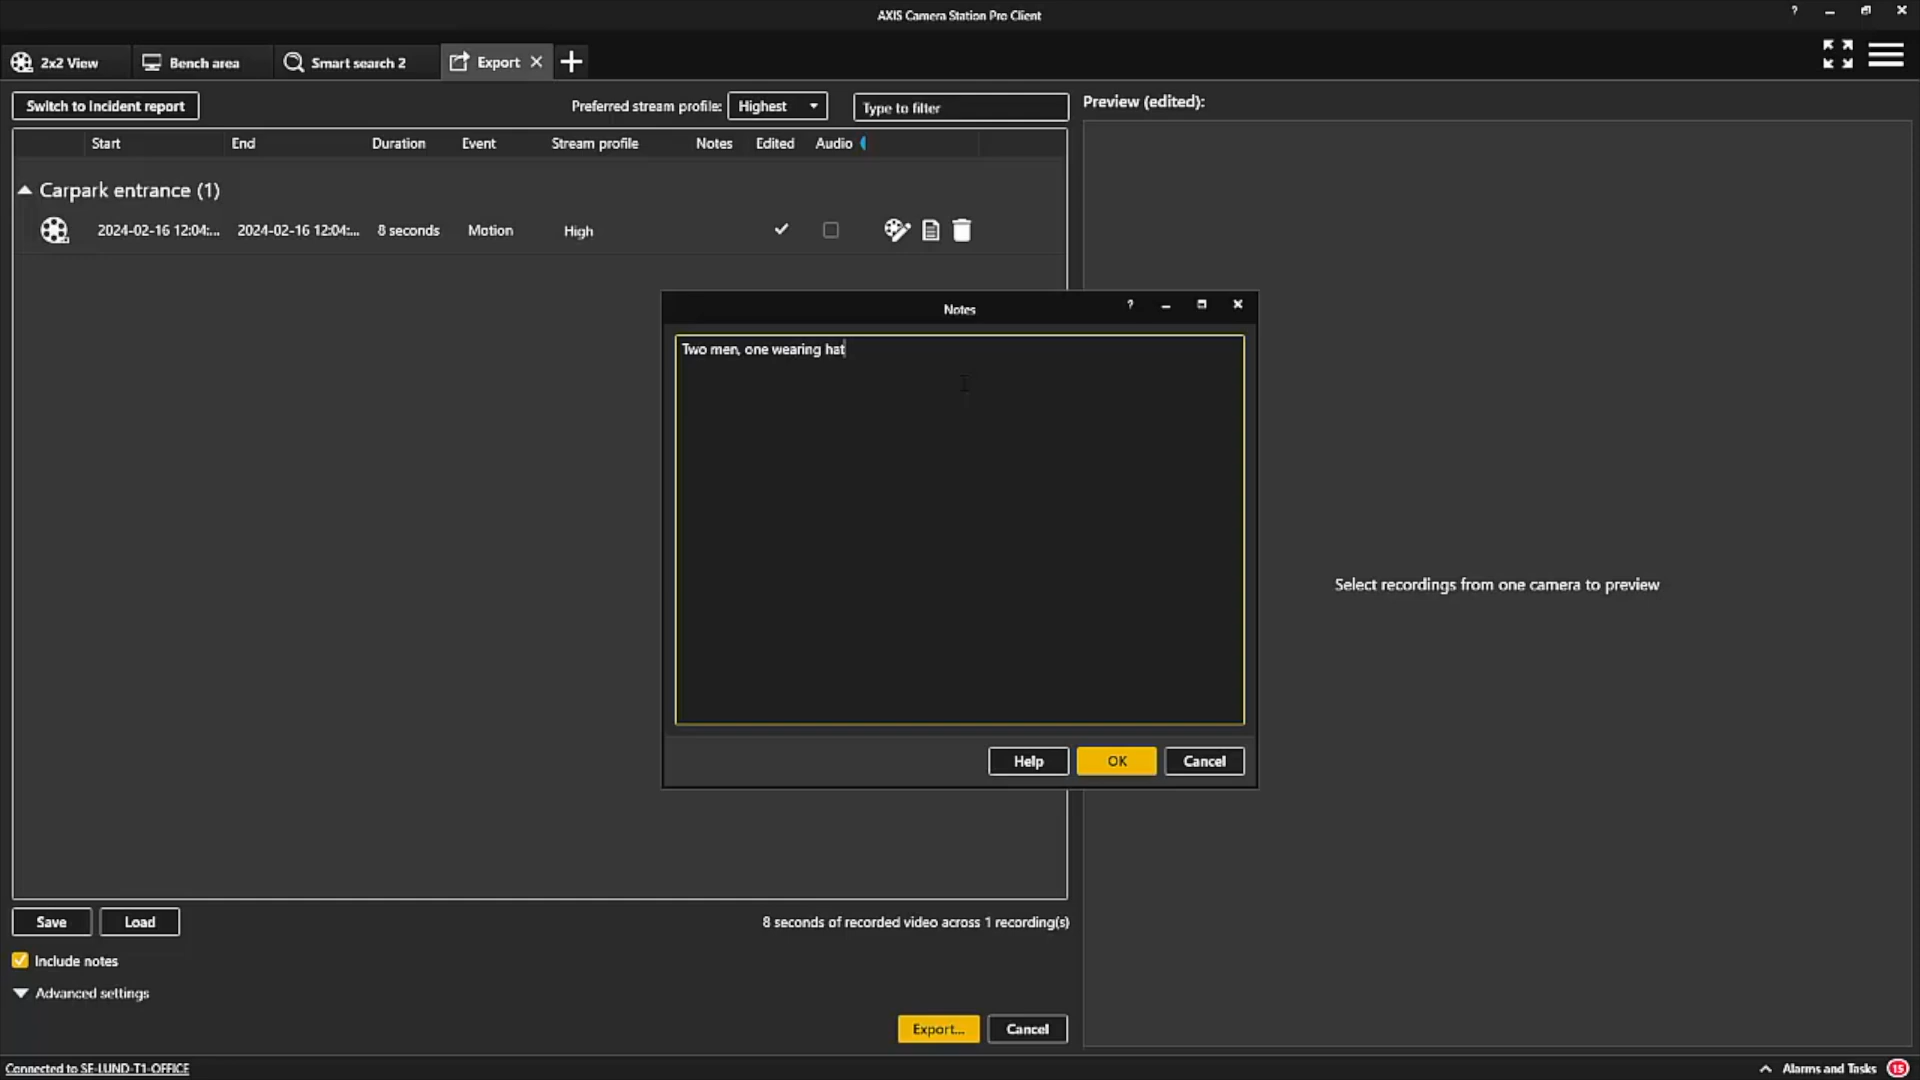 AXIS Camera Station Pro Client
?
2x2 View
Bench area
Smart search 2
Export
Switch to Incident report
Preferred stream profile:
Highest
Type to filter
Preview (edited):
Start End Duration Event Stream profile Notes Edited Audio
Carpark entrance (1)
2024-02-16 12:04:... 2024-02-16 12:04:... 8 seconds Motion High
Notes
?
Two men, one wearing hat
Help
OK
Cancel
Select recordings from one camera to preview
Save
Load
8 seconds of recorded video across 1 recording(s)
Include notes
Advanced settings
Export...
Cancel
Connected to SE-LUND-T1-OFFICE
Alarms and Tasks 15